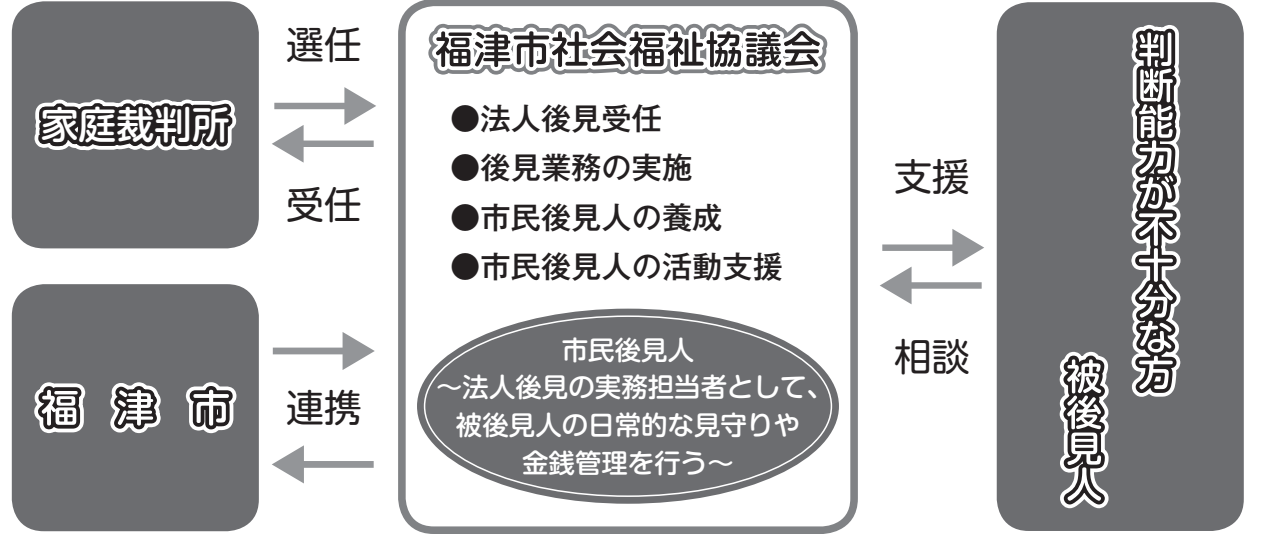 家庭裁判所
選任
受任
福津市
連携
福津市社会福祉協議会
●法人後見受任
●後見業務の実施
●市民後見人の養成
●市民後見人の活動支援
市民後見人
～法人後見の実務担当者として、
被後見人の日常的な見守りや
金銭管理を行う～
支援
相談
判断能力が不十分な方
被後見人